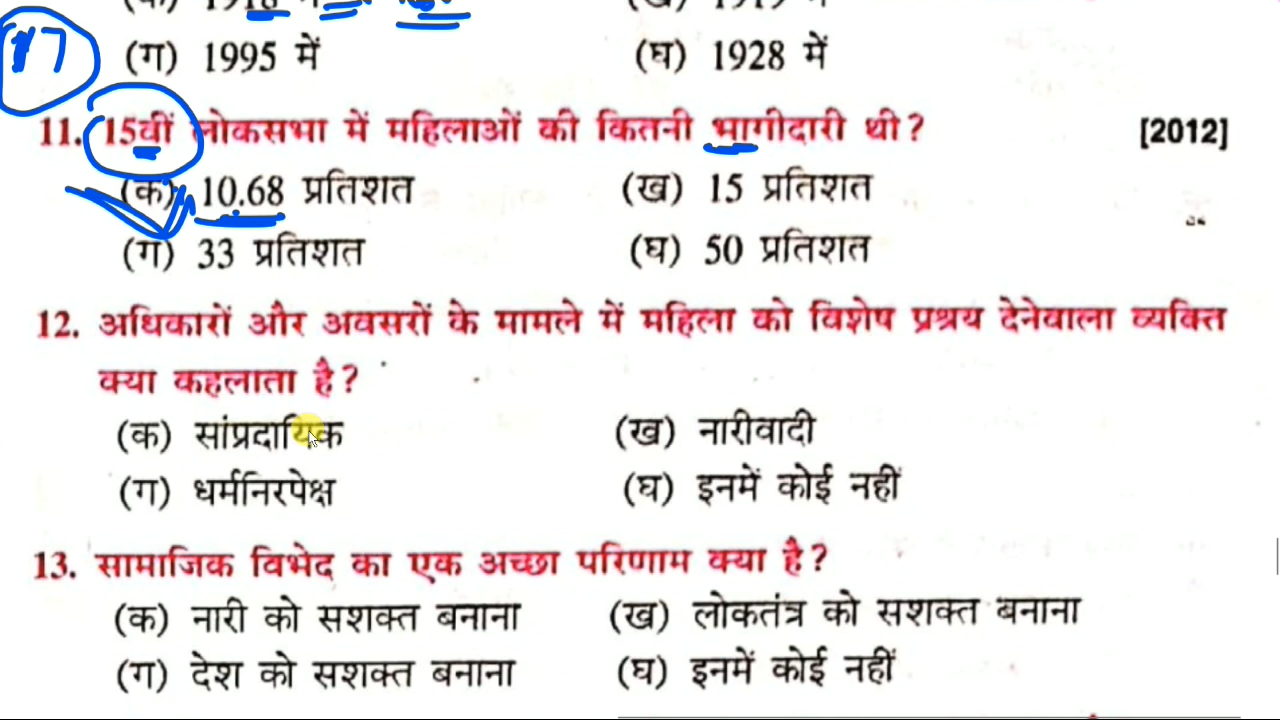 17
(ग) 1995 में (घ) 1928 में
11. 15वीं लोकसभा में महिलाओं की कितनी भागीदारी थी? [2012]
(क) 10.68 प्रतिशत (ख) 15 प्रतिशत
(ग) 33 प्रतिशत (घ) 50 प्रतिशत
12. अधिकारों और अवसरों के मामले में महिला को विशेष प्रश्रय देनेवाला व्यक्ति
क्या कहलाता है?
(क) सांप्रदायिक (ख) नारीवादी
(ग) धर्मनिरपेक्ष (घ) इनमें कोई नहीं
13. सामाजिक विभेद का एक अच्छा परिणाम क्या है?
(क) नारी को सशक्त बनाना (ख) लोकतंत्र को सशक्त बनाना
(ग) देश को सशक्त बनाना (घ) इनमें कोई नहीं